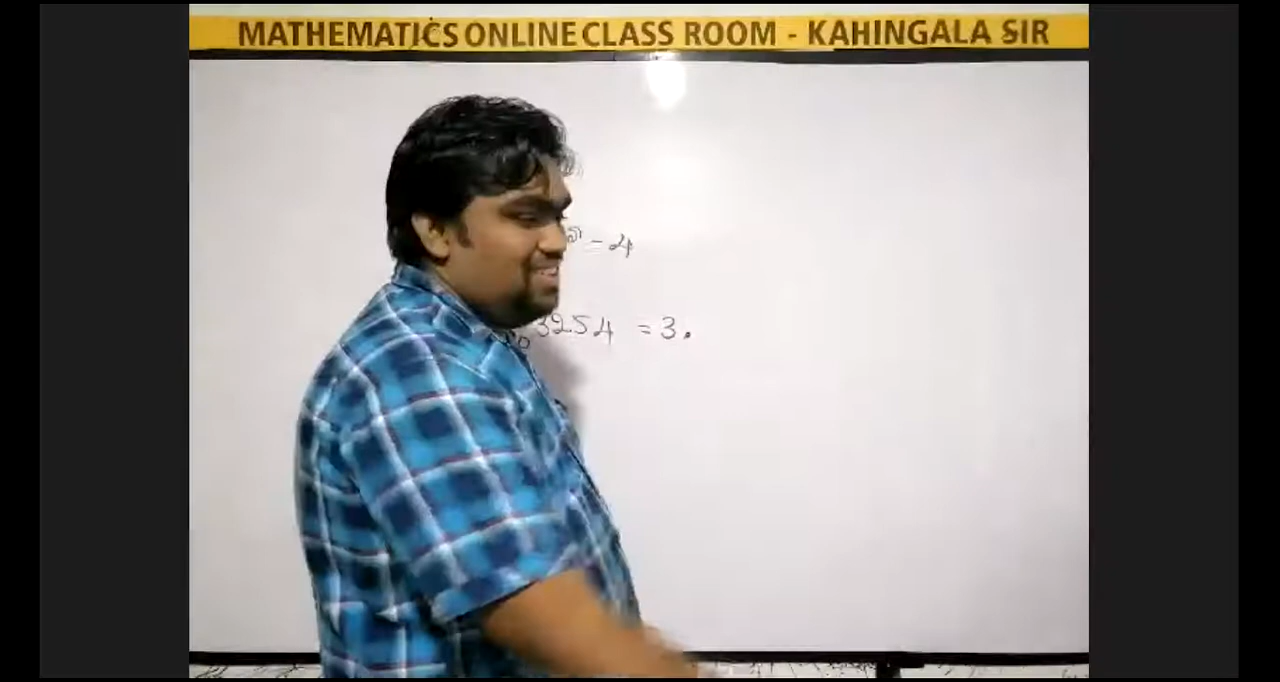 MATHEMATICS ONLINE CLASS ROOM - KAHINGALA SIR
= 4
3254 = 3.